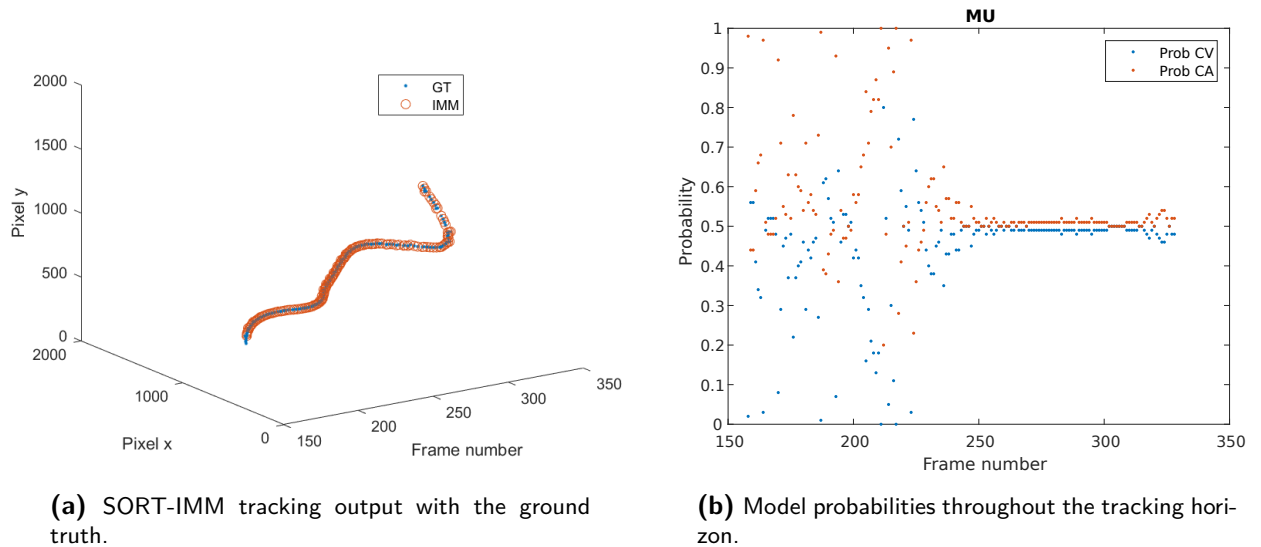 2000
1500
1000
500
0
Pixel y
GT
IMM
2000
1000
0
Pixel x
150
200
250
300
350
Frame number
(a) SORT-IMM tracking output with the ground
truth.
MU
1
0.9
0.8
0.7
0.6
0.5
0.4
0.3
0.2
0.1
0
Probability
Prob CV
Prob CA
150
200
250
300
350
Frame number
(b) Model probabilities throughout the tracking hori-
zon.